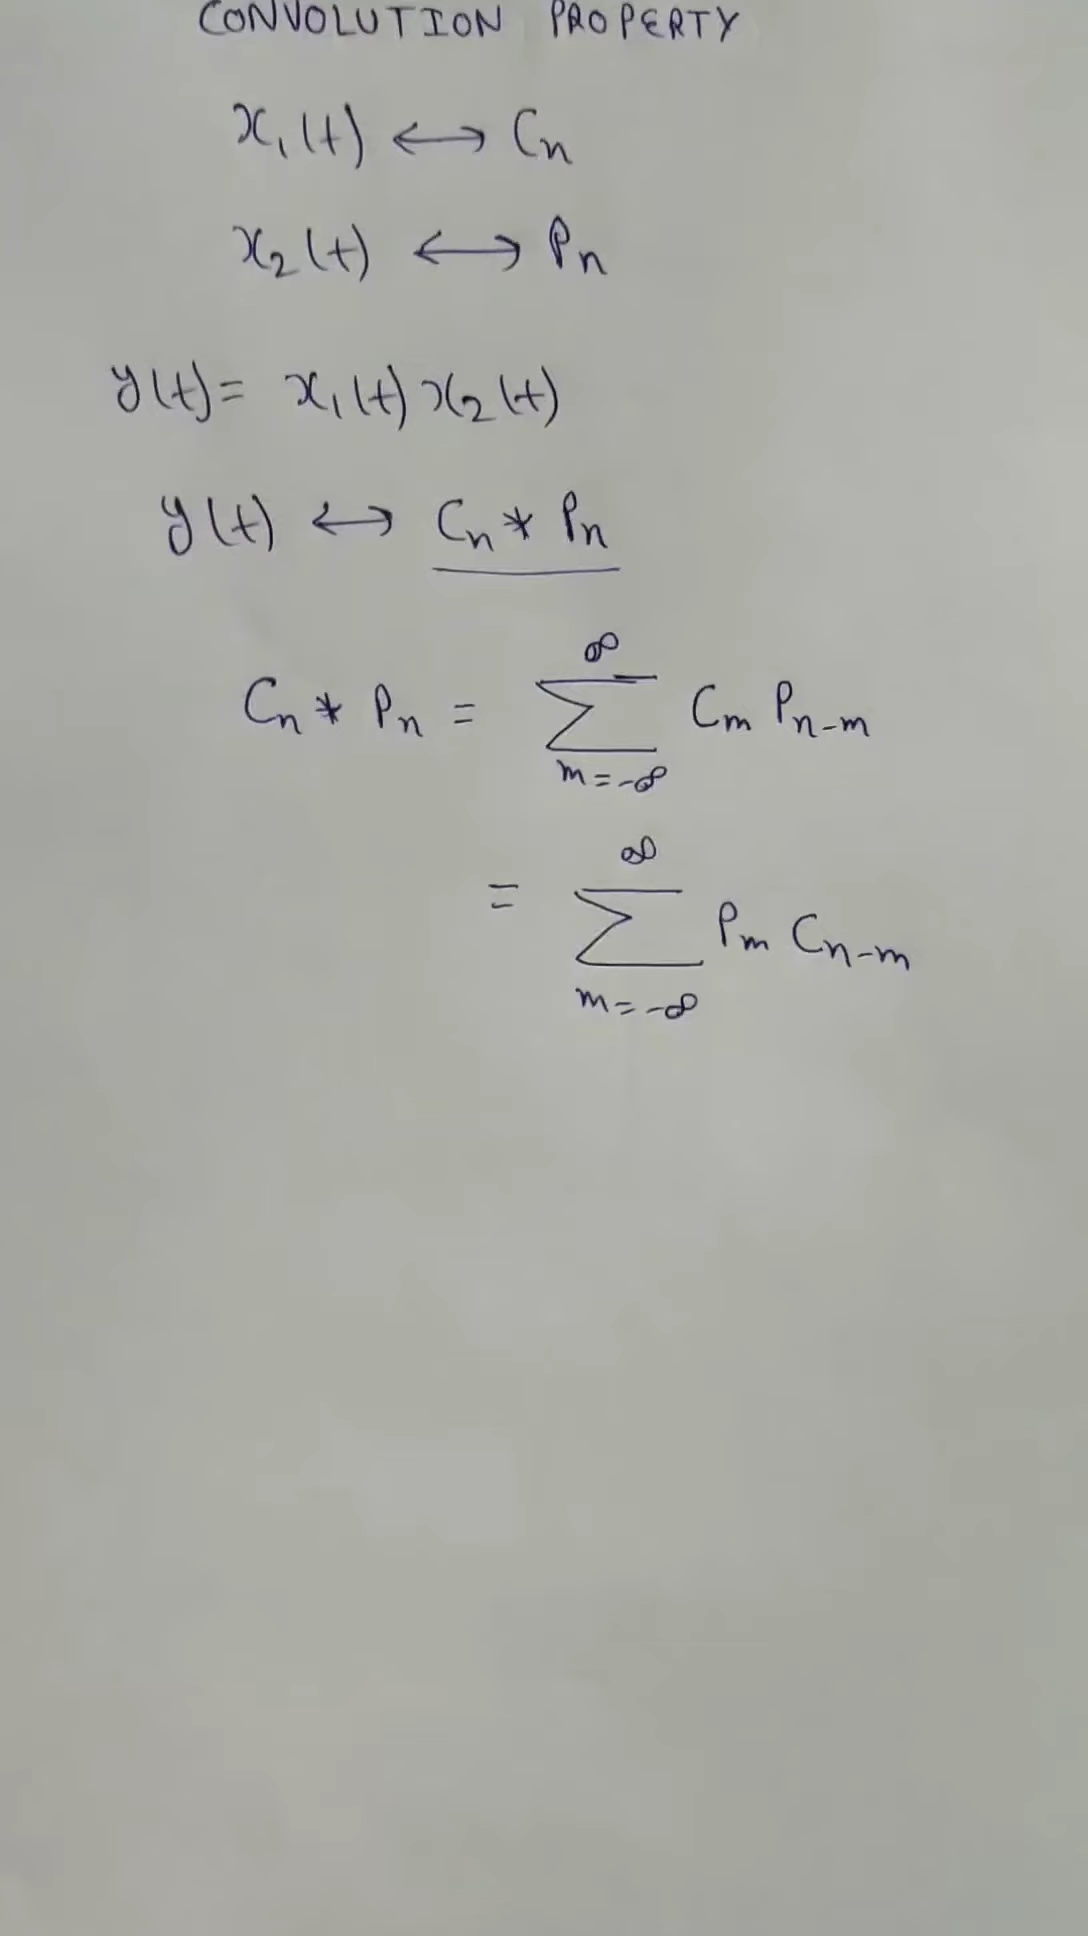 CONVOLUTION PROPERTY
x₁(t) ⟷ Cₙ
x₂(t) ⟷ Pₙ
y(t) = x₁(t) x₂(t)
y(t) ⟷ Cₙ * Pₙ
Cₙ * Pₙ = ∑_{m=-∞}^{∞} Cₘ Pₙ₋ₘ
= ∑_{m=-∞}^{∞} Pₘ Cₙ₋ₘ